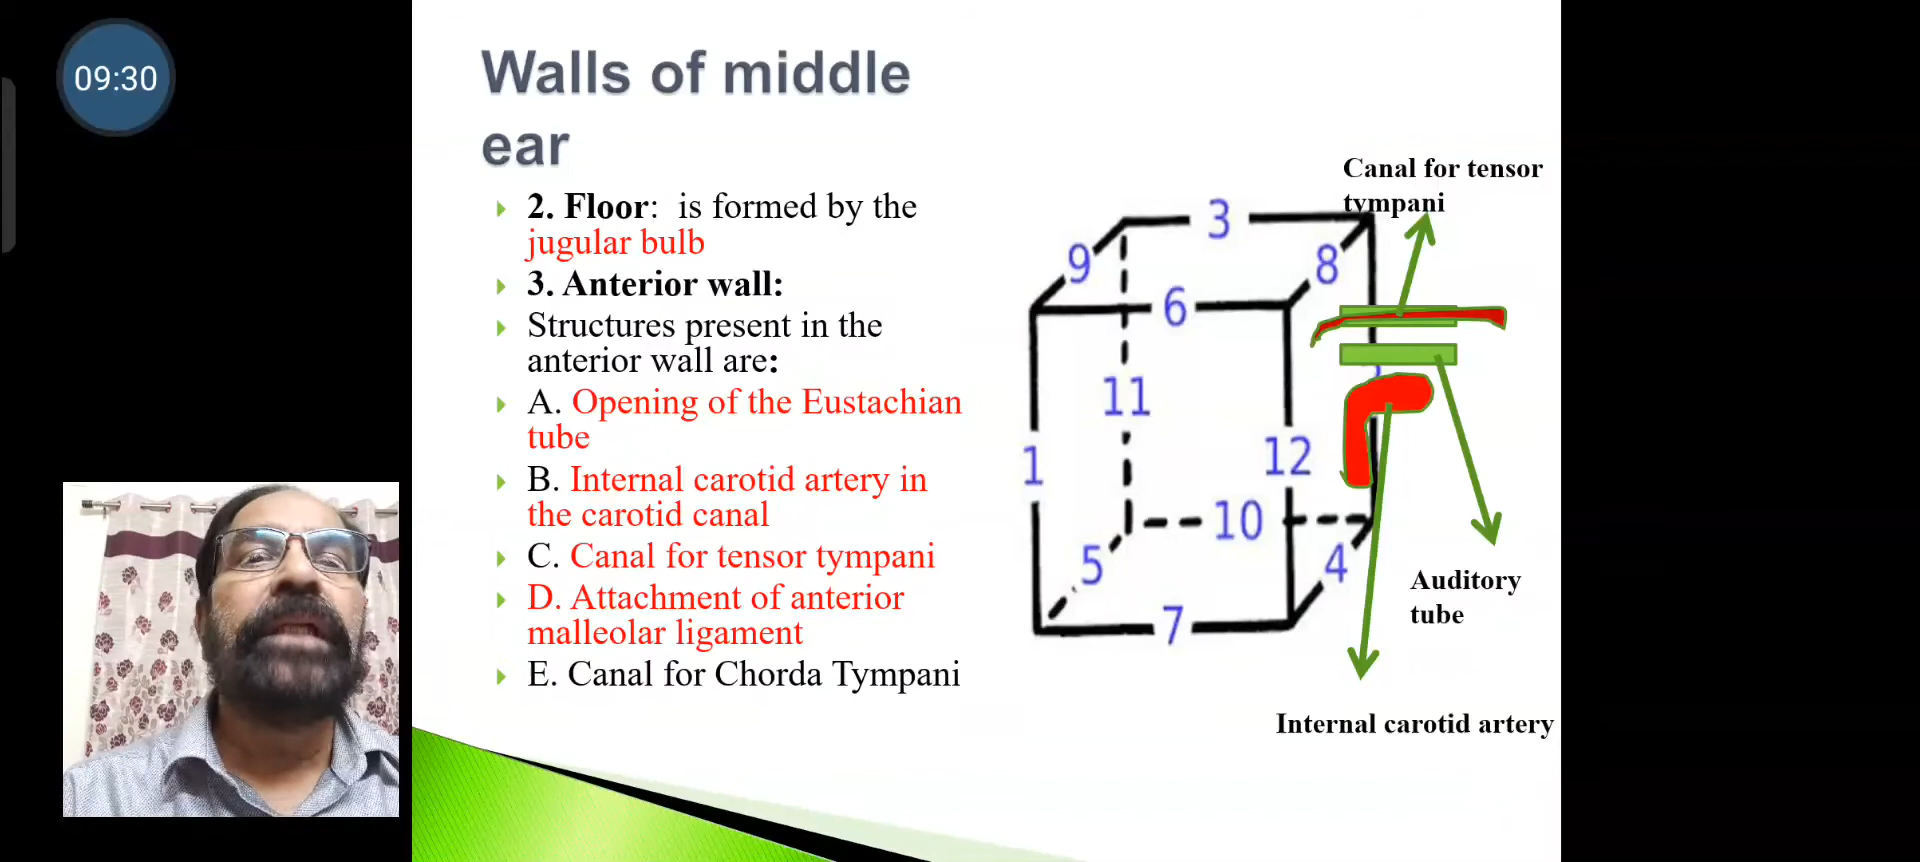 09:30
Walls of middle
ear
2. Floor: is formed by the
jugular bulb
3. Anterior wall:
Structures present in the
anterior wall are:
A. Opening of the Eustachian
tube
B. Internal carotid artery in
the carotid canal
C. Canal for tensor tympani
D. Attachment of anterior
malleolar ligament
E. Canal for Chorda Tympani
Canal for tensor
tympani
3
9
8
6
11
1
12
10
5
4
7
Auditory
tube
Internal carotid artery